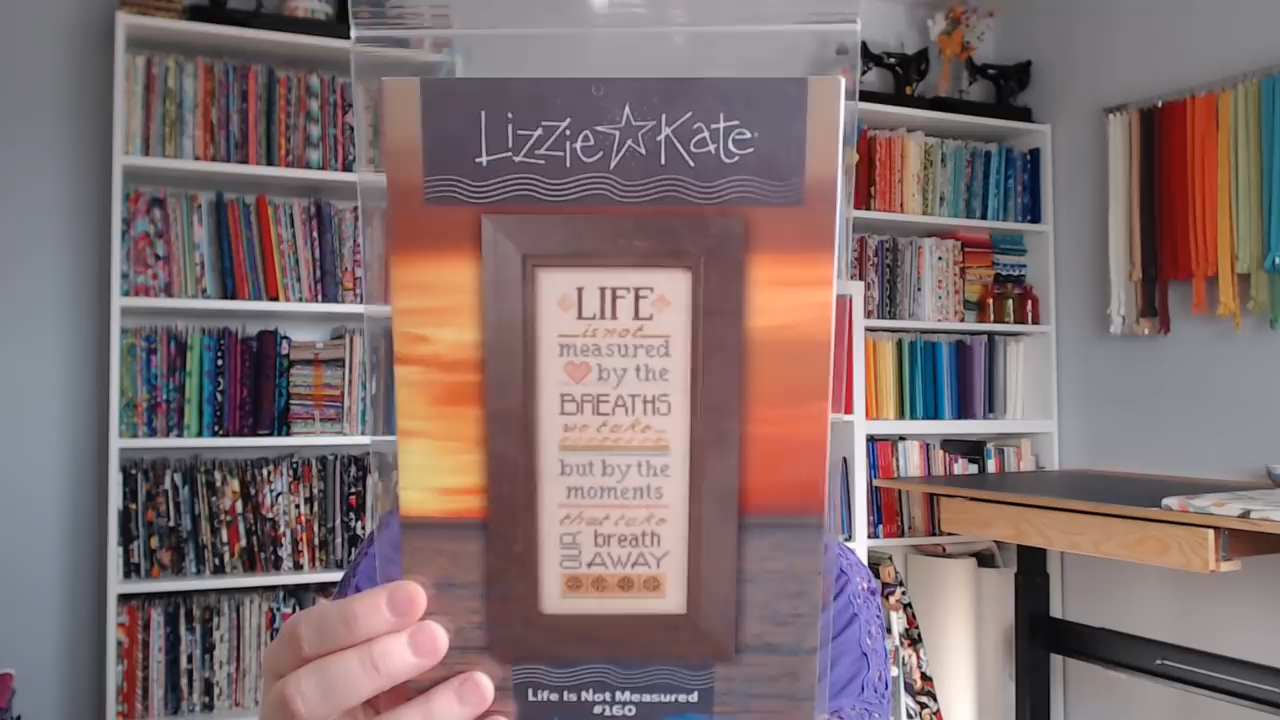 Lizzie Kate
LIFE
is not
measured
by the
BREATHS
we take...
but by the
moments
that take
OUR breath
AWAY
Life Is Not Measured
#160